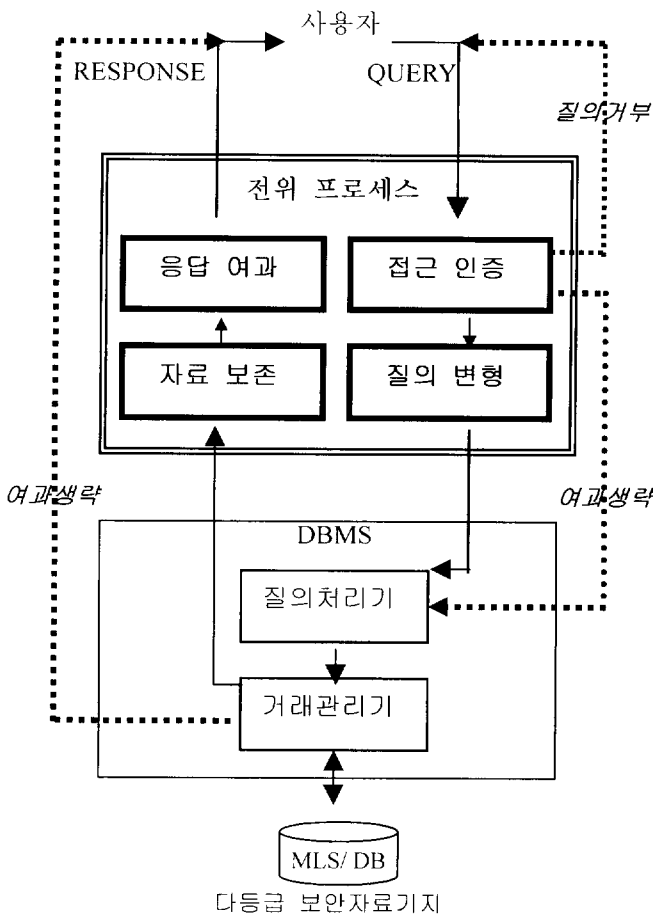 사용자
RESPONSE
QUERY
질의거부
전위 프로세스
응답 여과
접근 인증
자료 보존
질의 변형
여과생략
여과생략
DBMS
질의처리기
거래관리기
MLS/ DB
다등급 보안자료기지